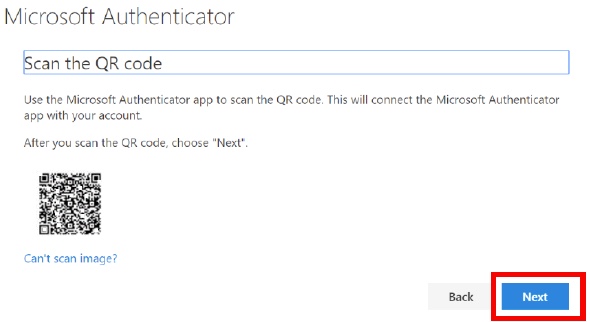 Microsoft Authenticator
Scan the QR code
Use the Microsoft Authenticator app to scan the QR code. This will connect the Microsoft Authenticator
app with your account.
After you scan the QR code, choose "Next".
Can't scan image?
Back
Next